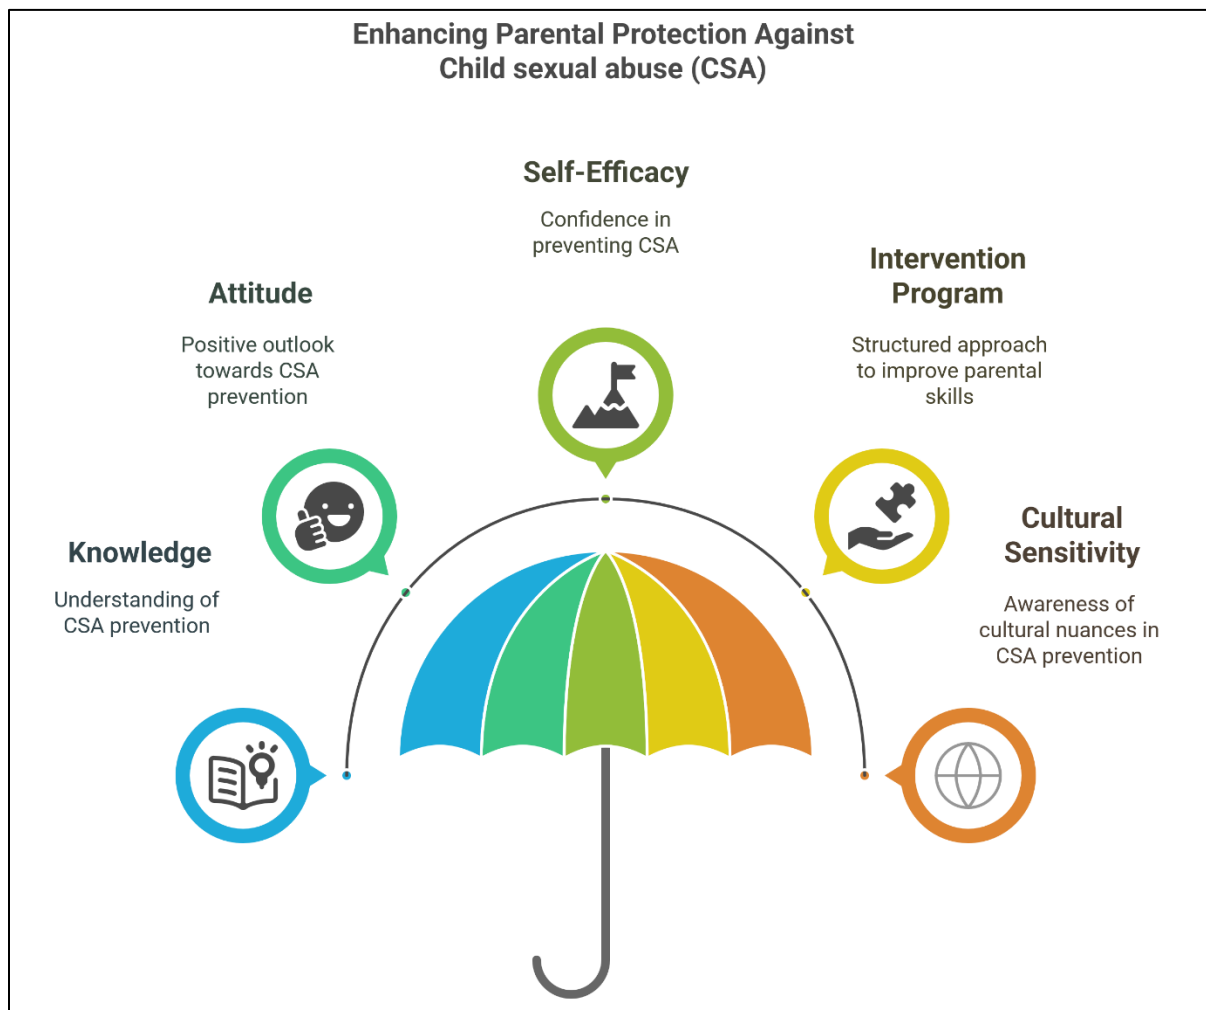 Enhancing Parental Protection Against
Child sexual abuse (CSA)
Self-Efficacy
Confidence in
preventing CSA
Intervention
Program
Structured approach
to improve parental
skills
Attitude
Positive outlook
towards CSA
prevention
Cultural
Sensitivity
Awareness of
cultural nuances in
CSA prevention
Knowledge
Understanding of
CSA prevention